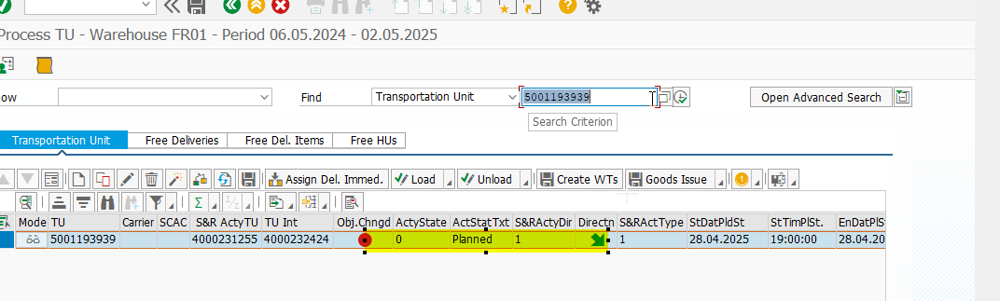 Process TU - Warehouse FR01 - Period 06.05.2024 - 02.05.2025
ow Find Transportation Unit 5001193939 Open Advanced Search
Search Criterion
Transportation Unit Free Deliveries Free Del. Items Free HUs
Assign Del. Immed. Load Unload Create WTs Goods Issue
Mode TU Carrier SCAC S&R ActyTU TU Int Obj.Chngd ActyState ActStatTxt S&RActyDir Directn S&RActType StDatPldSt StTimPlSt. EnDatPlSt
5001193939 4000231255 4000232424 0 Planned 1 1 28.04.2025 19:00:00 28.04.20